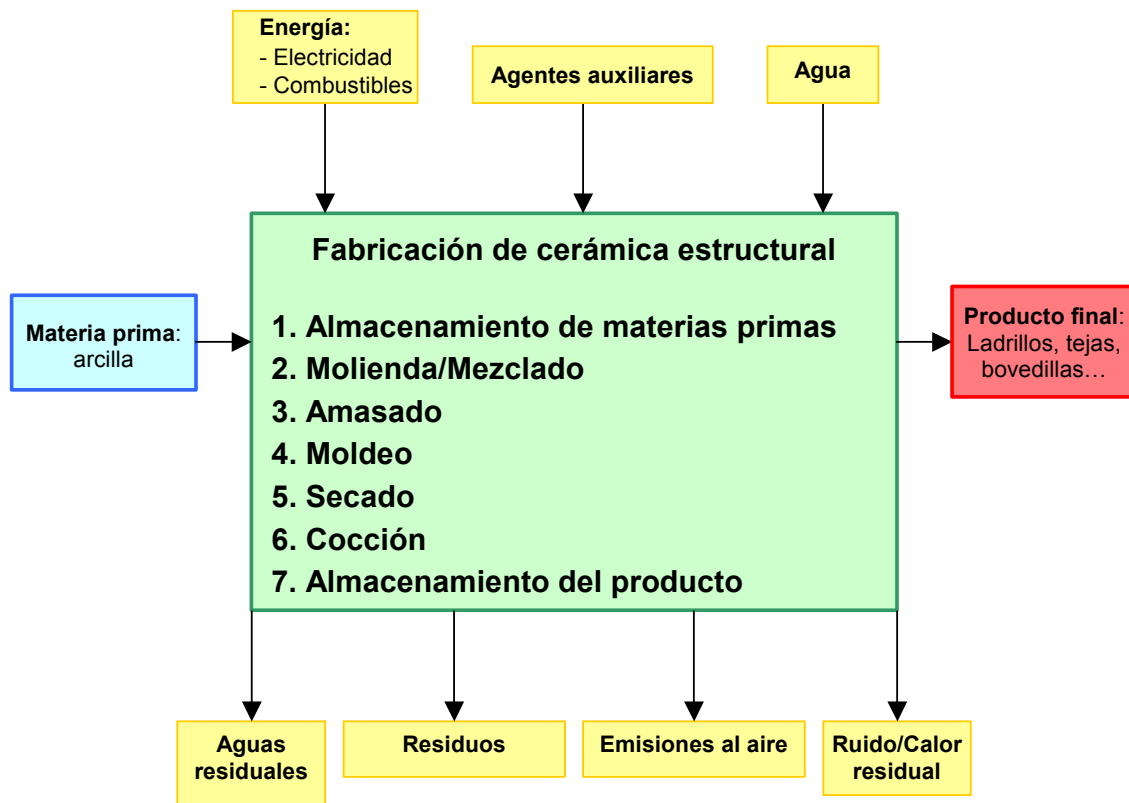 Energía:
- Electricidad
- Combustibles
Agentes auxiliares
Agua
Fabricación de cerámica estructural
Materia prima:
arcilla
1. Almacenamiento de materias primas
2. Molienda/Mezclado
3. Amasado
4. Moldeo
5. Secado
6. Cocción
7. Almacenamiento del producto
Producto final:
Ladrillos, tejas,
bovedillas…
Aguas
residuales
Residuos
Emisiones al aire
Ruido/Calor
residual